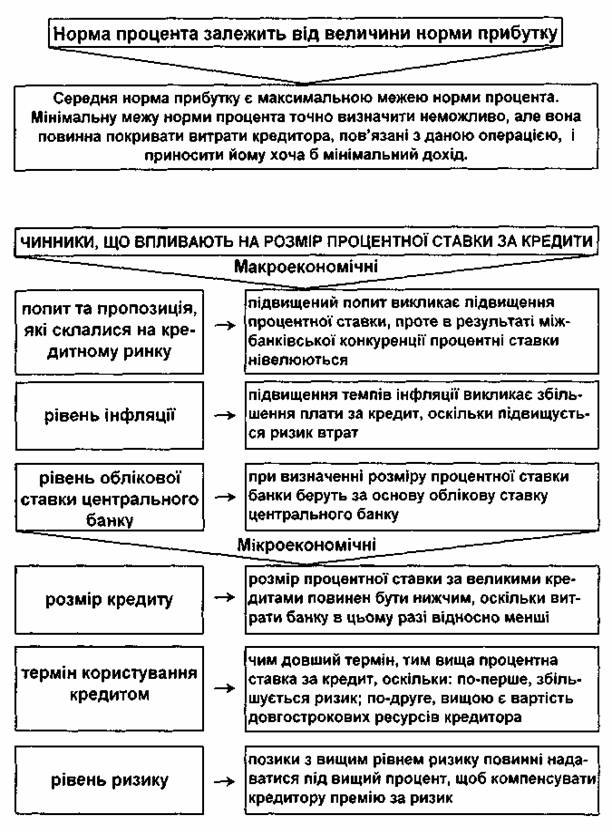 Норма процента залежить від величини норми прибутку
Середня норма прибутку є максимальною межею норми процента.
Мінімальну межу норми процента точно визначити неможливо, але вона
повинна покривати витрати кредитора, пов'язані з даною операцією, і
приносити йому хоча б мінімальний дохід.
ЧИННИКИ, ЩО ВПЛИВАЮТЬ НА РОЗМІР ПРОЦЕНТНОЇ СТАВКИ ЗА КРЕДИТИ
Макроекономічні
попит та пропозиція,
які склалися на кре-
дитному ринку
підвищений попит викликає підвищення
процентної ставки, проте в результаті між-
банківської конкуренції процентні ставки
нівелюються
рівень інфляції
підвищення темпів інфляції викликає збіль-
шення плати за кредит, оскільки підвищуєть-
ся ризик втрат
рівень облікової
ставки центрального
банку
при визначенні розміру процентної ставки
банки беруть за основу облікову ставку
центрального банку
Мікроекономічні
розмір кредиту
розмір процентної ставки за великими кре-
дитами повинен бути нижчим, оскільки вит-
рати банку в цьому разі відносно менші
термін користування
кредитом
чим довший термін, тим вища процентна
ставка за кредит, оскільки: по-перше, збіль-
шується ризик; по-друге, вищою є вартість
довгострокових ресурсів кредитора
рівень ризику
позики з вищим рівнем ризику повинні нада-
ватися під вищий процент, щоб компенсувати
кредитору премію за ризик